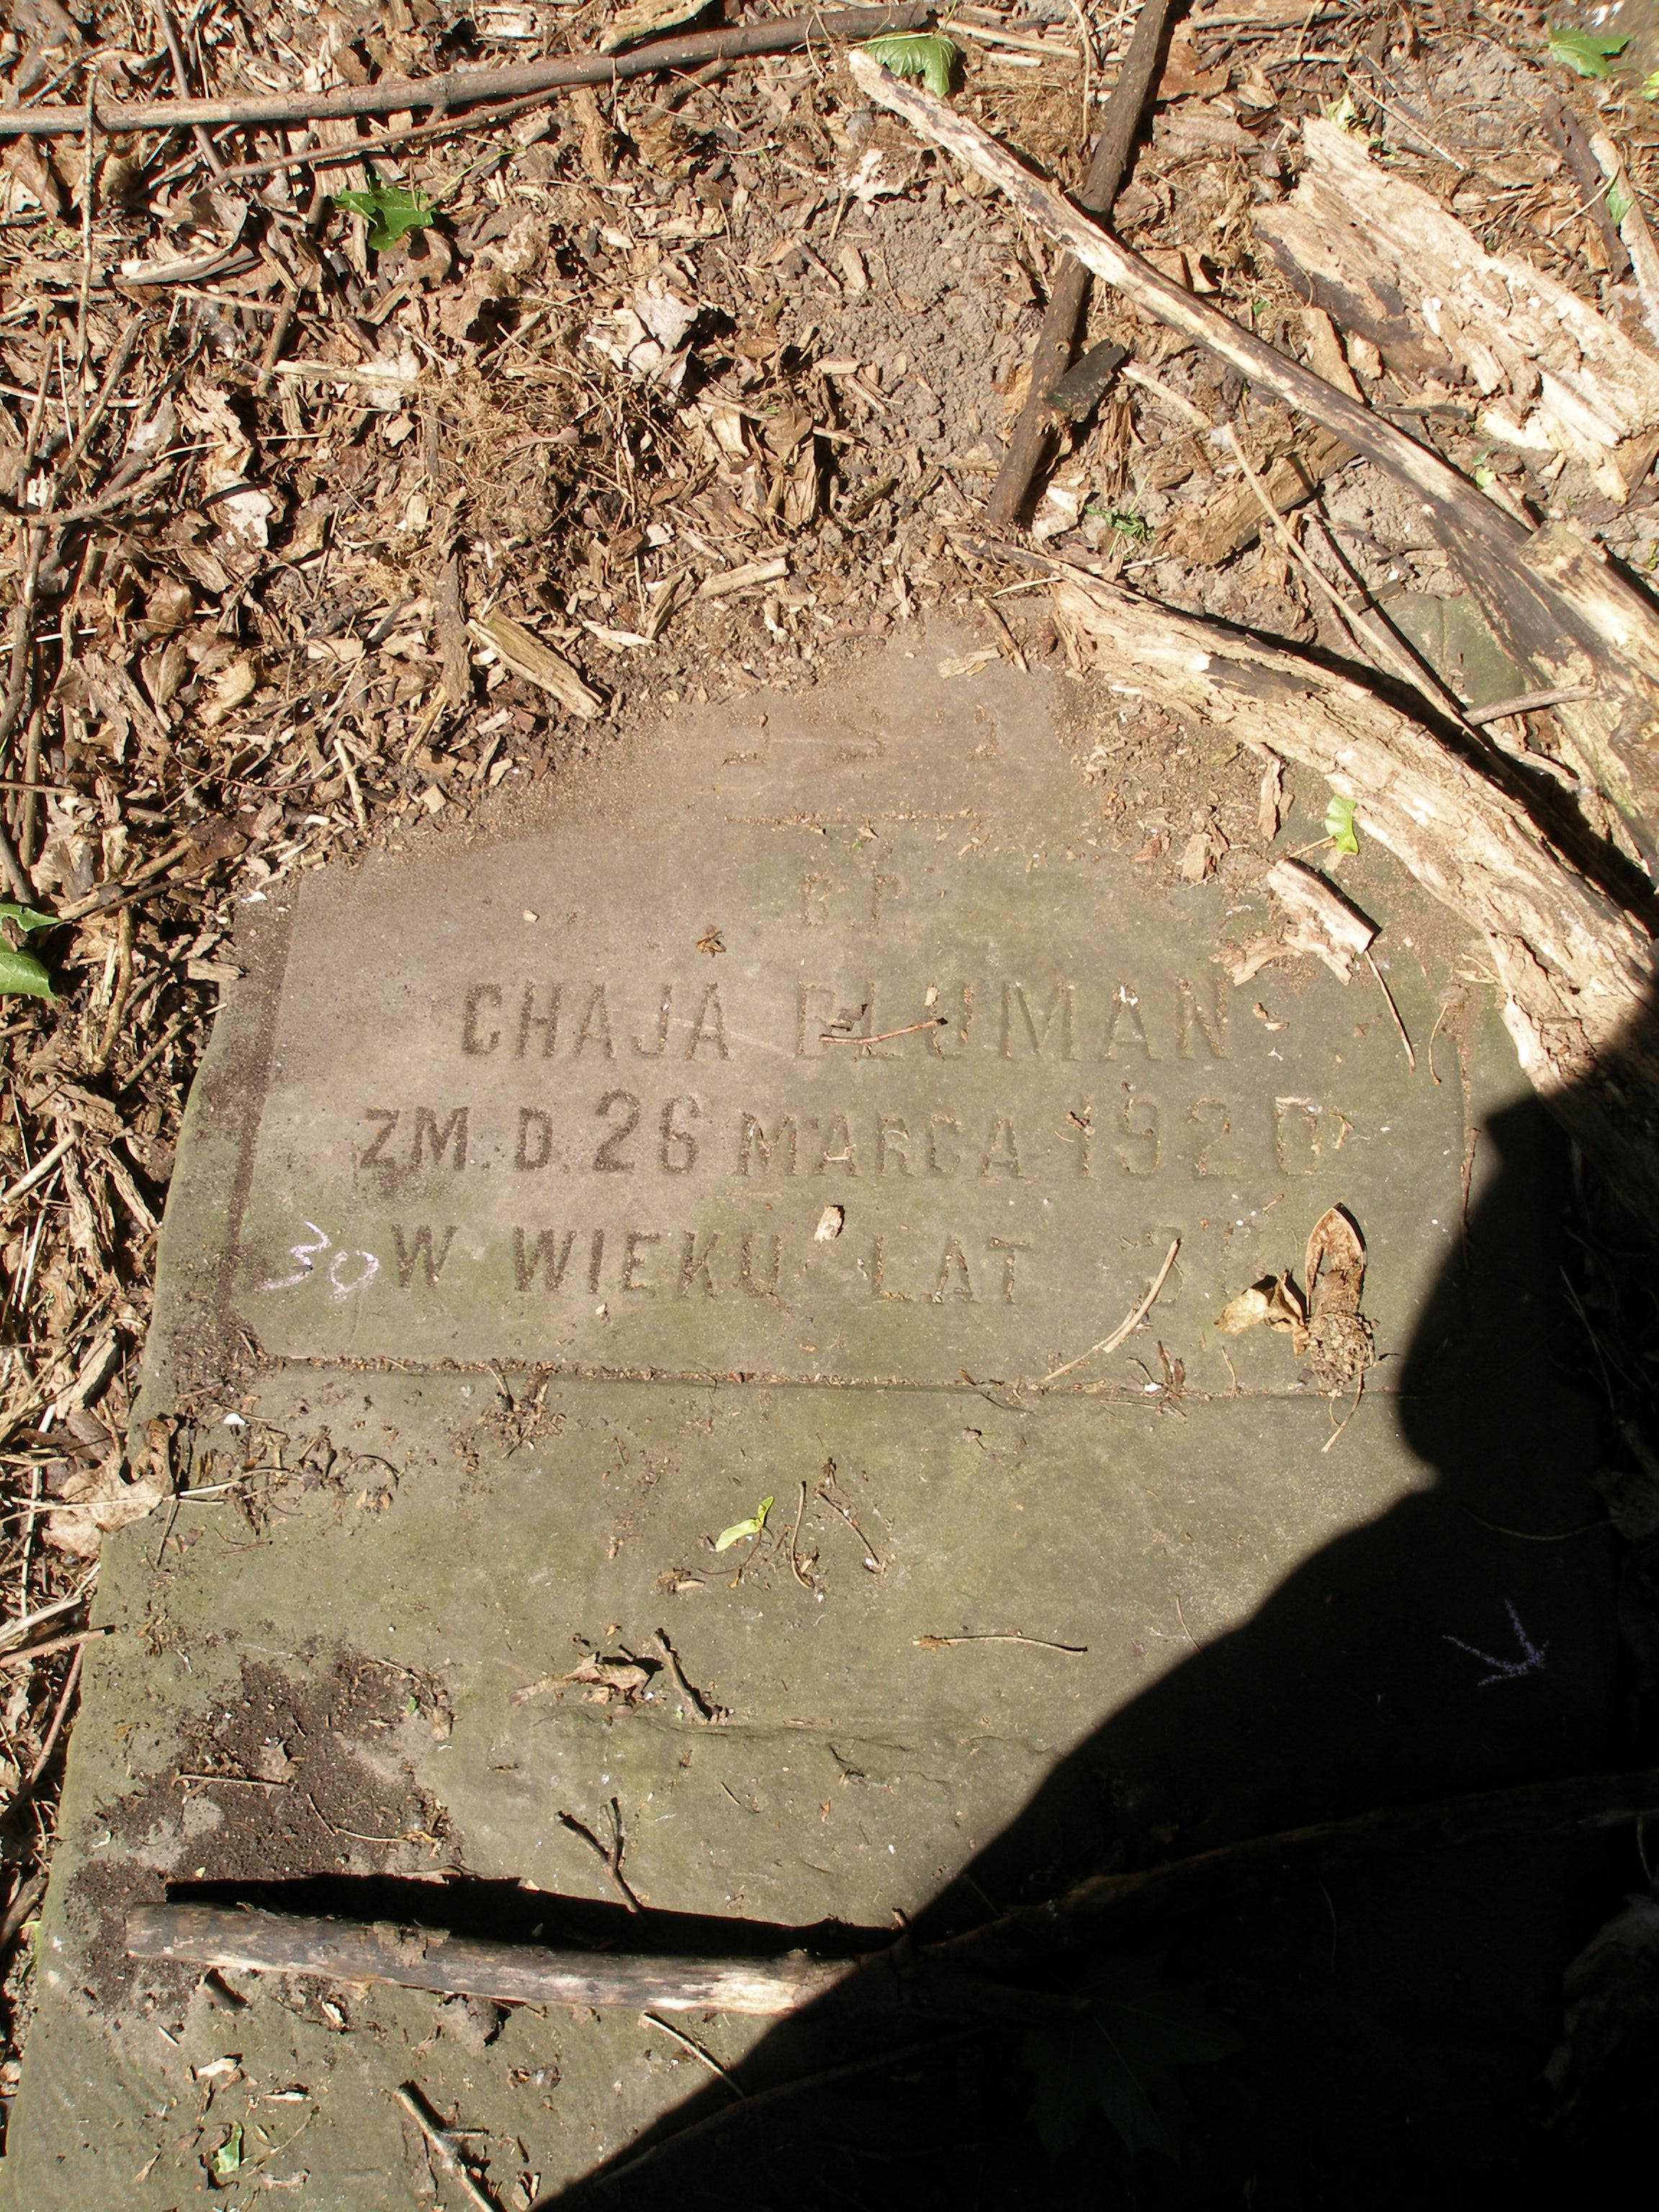 B P
CHAJA BLUMAN
ZM. D. 26 MARCA 1920
30 W WIEKU LAT